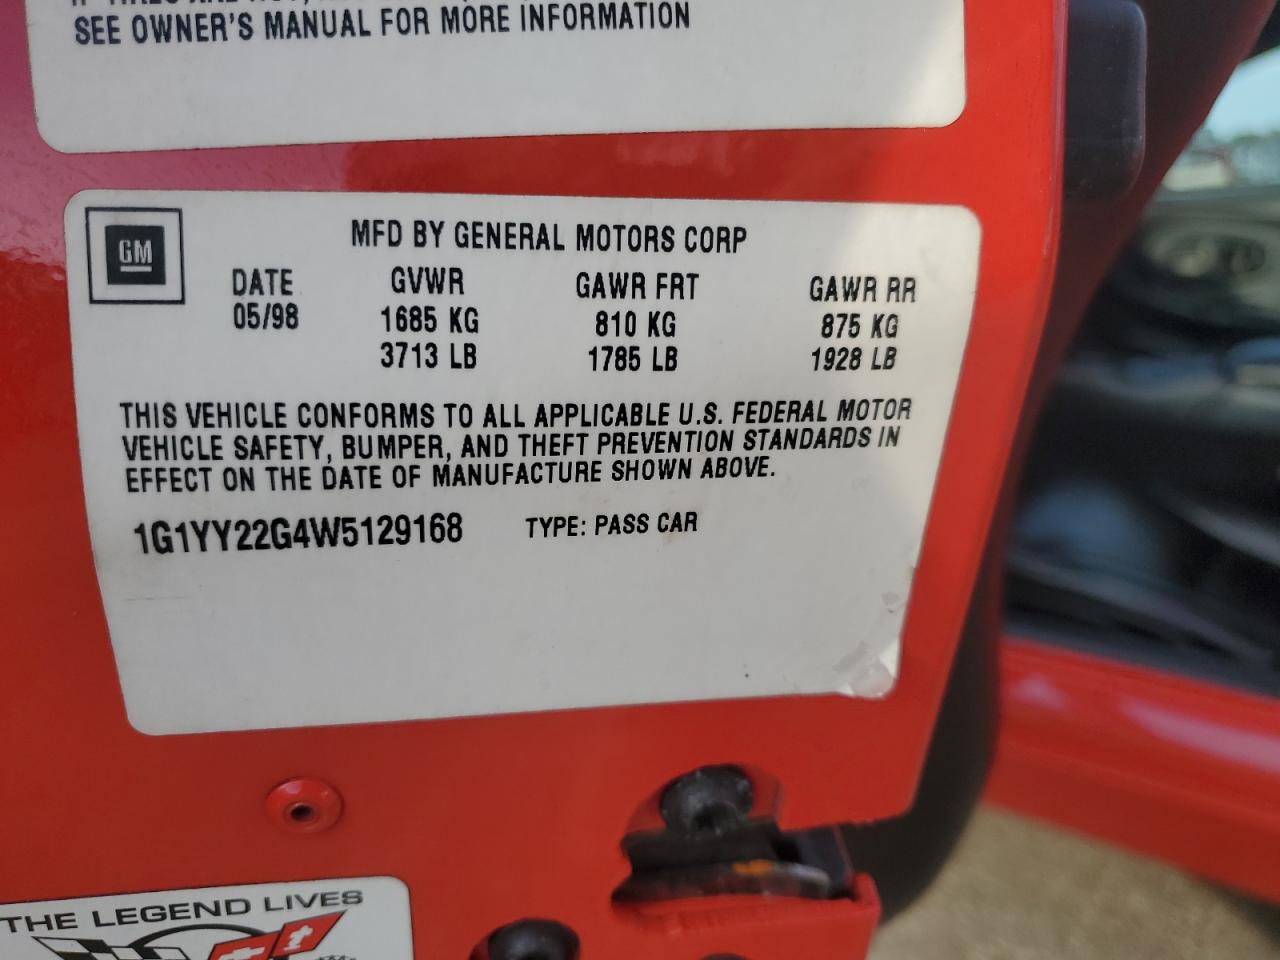 SEE OWNER'S MANUAL FOR MORE INFORMATION
GM
MFD BY GENERAL MOTORS CORP
DATE GVWR GAWR FRT GAWR RR
05/98 1685 KG 810 KG 875 KG
3713 LB 1785 LB 1928 LB
THIS VEHICLE CONFORMS TO ALL APPLICABLE U.S. FEDERAL MOTOR
VEHICLE SAFETY, BUMPER, AND THEFT PREVENTION STANDARDS IN
EFFECT ON THE DATE OF MANUFACTURE SHOWN ABOVE.
1G1YY22G4W5129168 TYPE: PASS CAR
THE LEGEND LIVES